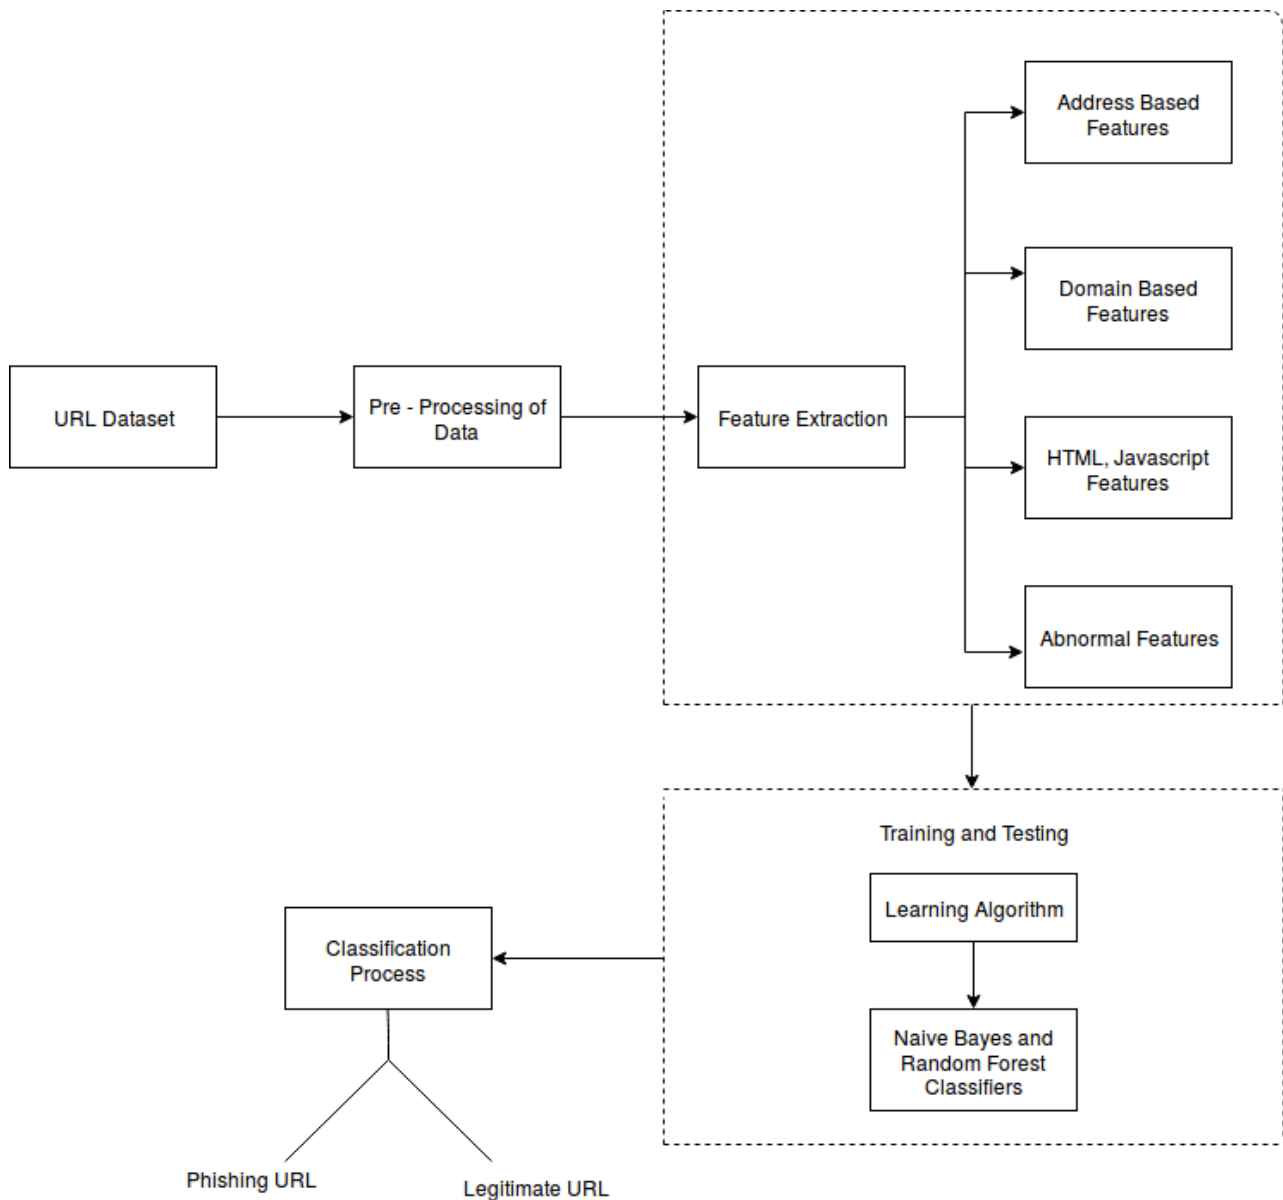 Address Based
Features
Domain Based
Features
URL Dataset
Pre - Processing of
Data
Feature Extraction
HTML, Javascript
Features
Abnormal Features
Training and Testing
Learning Algorithm
Naive Bayes and
Random Forest
Classifiers
Classification
Process
Phishing URL
Legitimate URL